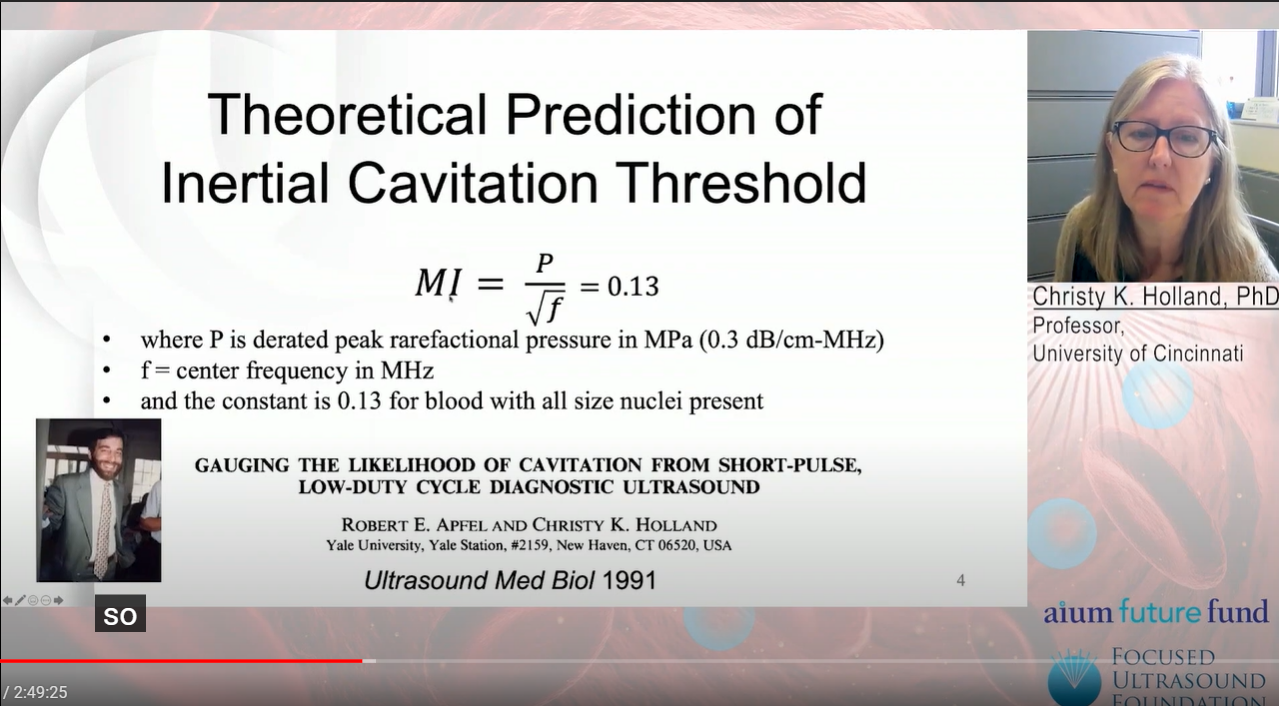 Theoretical Prediction of
Inertial Cavitation Threshold
MI = P/√f = 0.13
• where P is derated peak rarefactional pressure in MPa (0.3 dB/cm-MHz)
• f = center frequency in MHz
• and the constant is 0.13 for blood with all size nuclei present
GAUGING THE LIKELIHOOD OF CAVITATION FROM SHORT-PULSE,
LOW-DUTY CYCLE DIAGNOSTIC ULTRASOUND
ROBERT E. APFEL AND CHRISTY K. HOLLAND
Yale University, Yale Station, #2159, New Haven, CT 06520, USA
Ultrasound Med Biol 1991
4
Christy K. Holland, PhD
Professor,
University of Cincinnati
so
aium future fund
FOCUSED
ULTRASOUND
FOUNDATION
/ 2:49:25